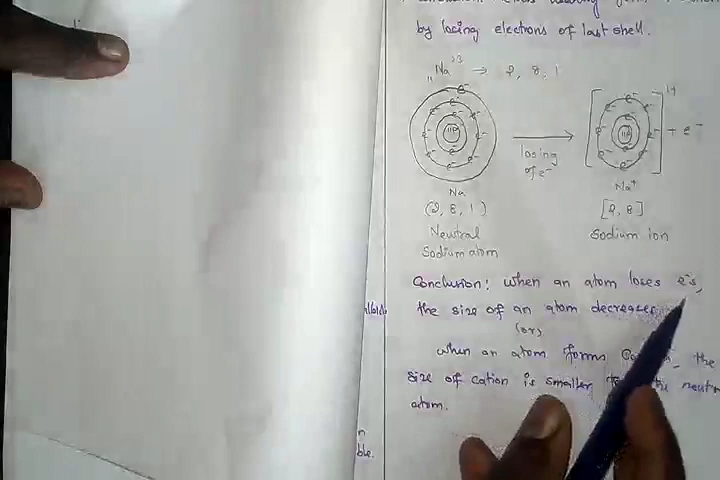 by losing electrons of last shell.
₁₁Na²³ → 2, 8, 1
Na
(2, 8, 1)
Neutral
Sodium atom
losing
of e⁻
1+
+ e⁻
Na⁺
[2, 8]
Sodium ion
Conclusion: when an atom loses e⁻s,
the size of an atom decreases
(or)
when an atom forms the
size of cation is smaller
atom.